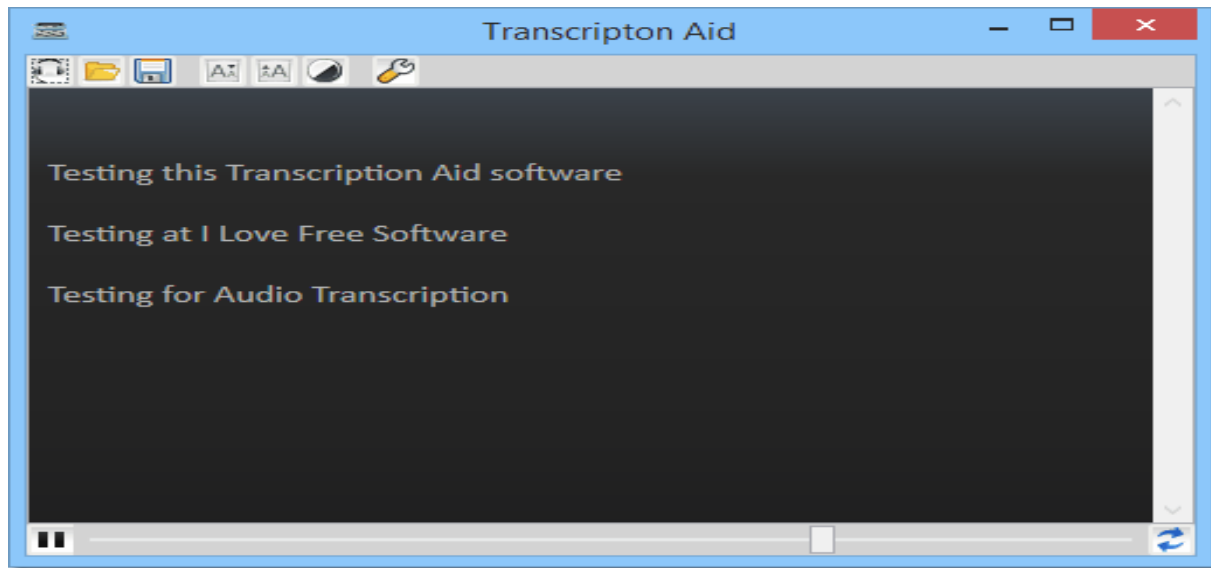 Transcripton Aid
Testing this Transcription Aid software
Testing at I Love Free Software
Testing for Audio Transcription